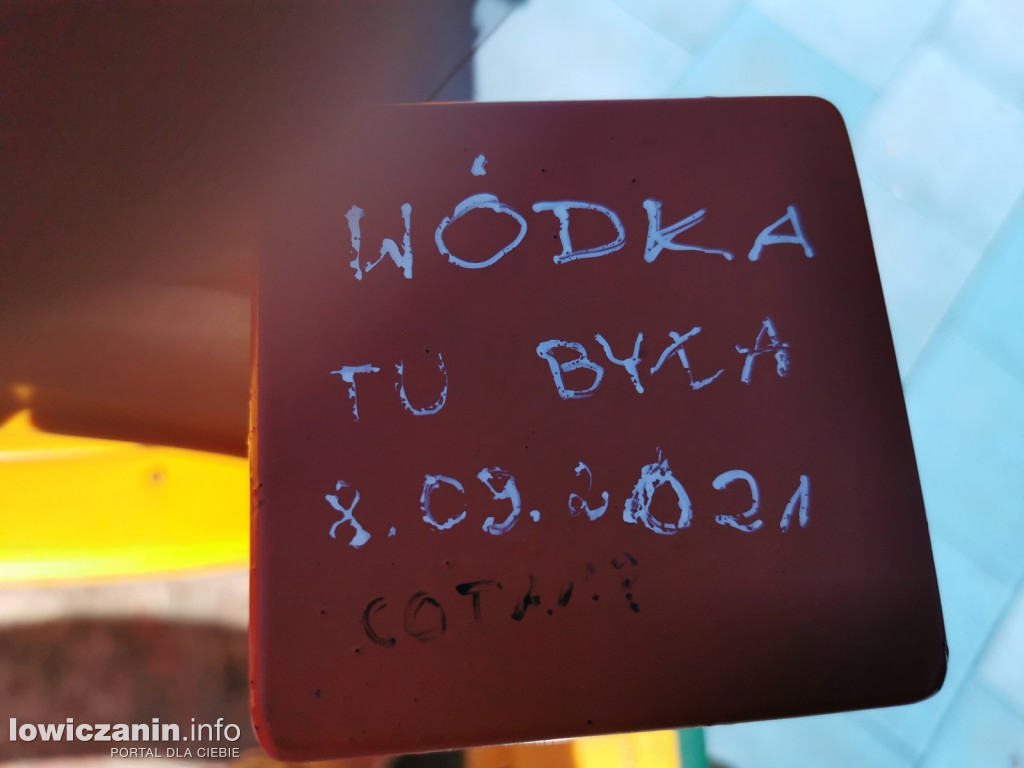 WÓDKA
TU BYŁA
8.09.2021
lowiczanin.info
PORTAL DLA CIEBIE